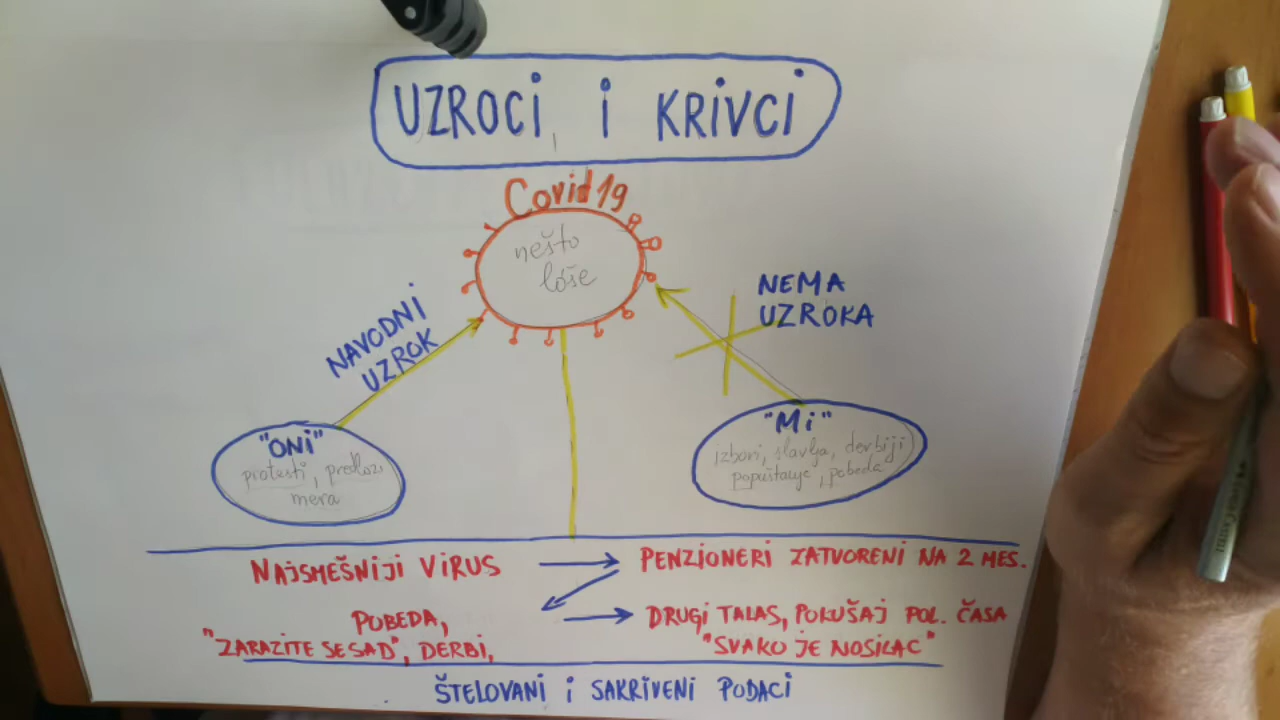 UZROCI I KRIVCI
Covid19
nešto
loše
NEMA
UZROKA
NAVODNI
UZROK
"ONI"
protesti, predlozi
mera
"Mi"
izbori, slavlja, derbiji
popuštanje, pobeda
NAJSMEŠNIJI VIRUS
PENZIONERI ZATVORENI NA 2 MES.
POBEDA,
"ZARAZITE SE SAD", DERBI,
DRUGI TALAS, POKUŠAJ POL. ČASA
"SVAKO JE NOSILAC"
ŠTELOVANI I SAKRIVENI PODACI